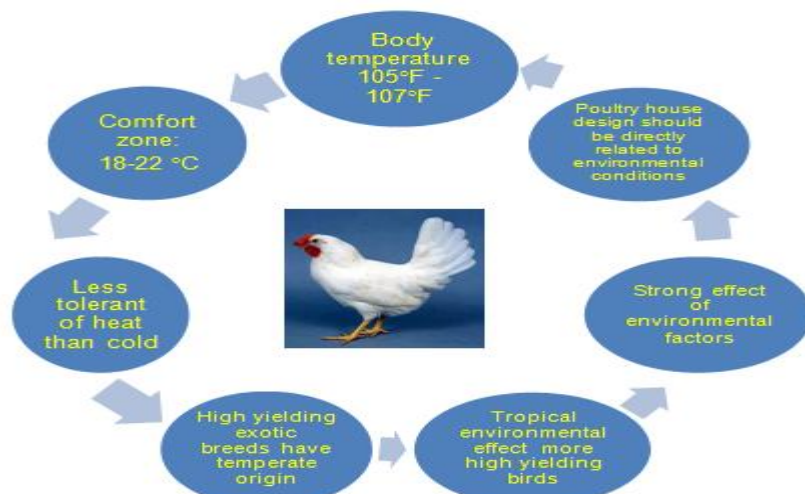 Body
temperature
105°F -
107°F
Comfort
zone:
18-22 °C
Less
tolerant
of heat
than cold
High yielding
exotic
breeds have
temperate
origin
Tropical
environmental
effect more
high yielding
birds
Strong effect
of
environmental
factors
Poultry house
design should
be directly
related to
environmental
conditions